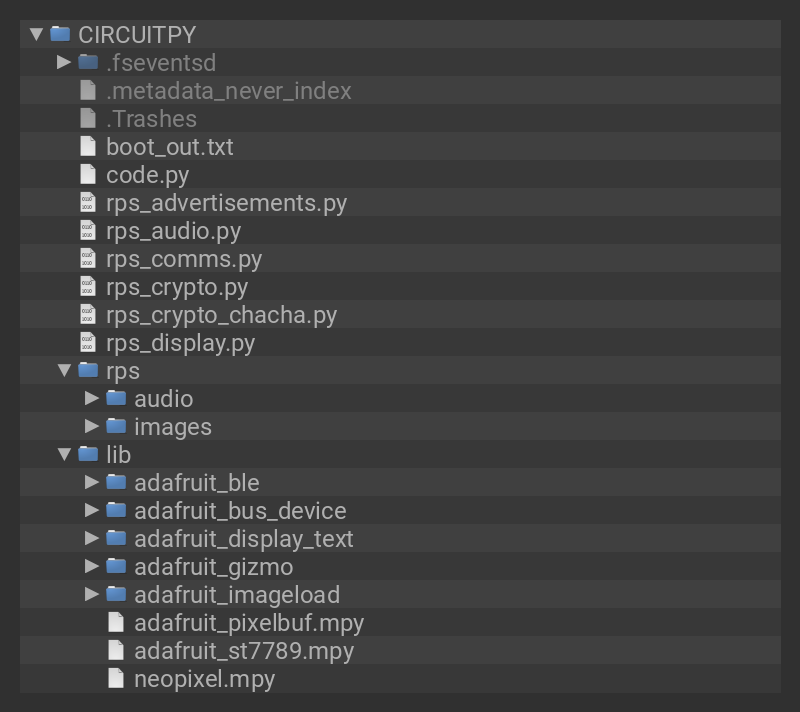 CIRCUITPY
.fseventsd
.metadata_never_index
.Trashes
boot_out.txt
code.py
rps_advertisements.py
rps_audio.py
rps_comms.py
rps_crypto.py
rps_crypto_chacha.py
rps_display.py
rps
audio
images
lib
adafruit_ble
adafruit_bus_device
adafruit_display_text
adafruit_gizmo
adafruit_imageload
adafruit_pixelbuf.mpy
adafruit_st7789.mpy
neopixel.mpy